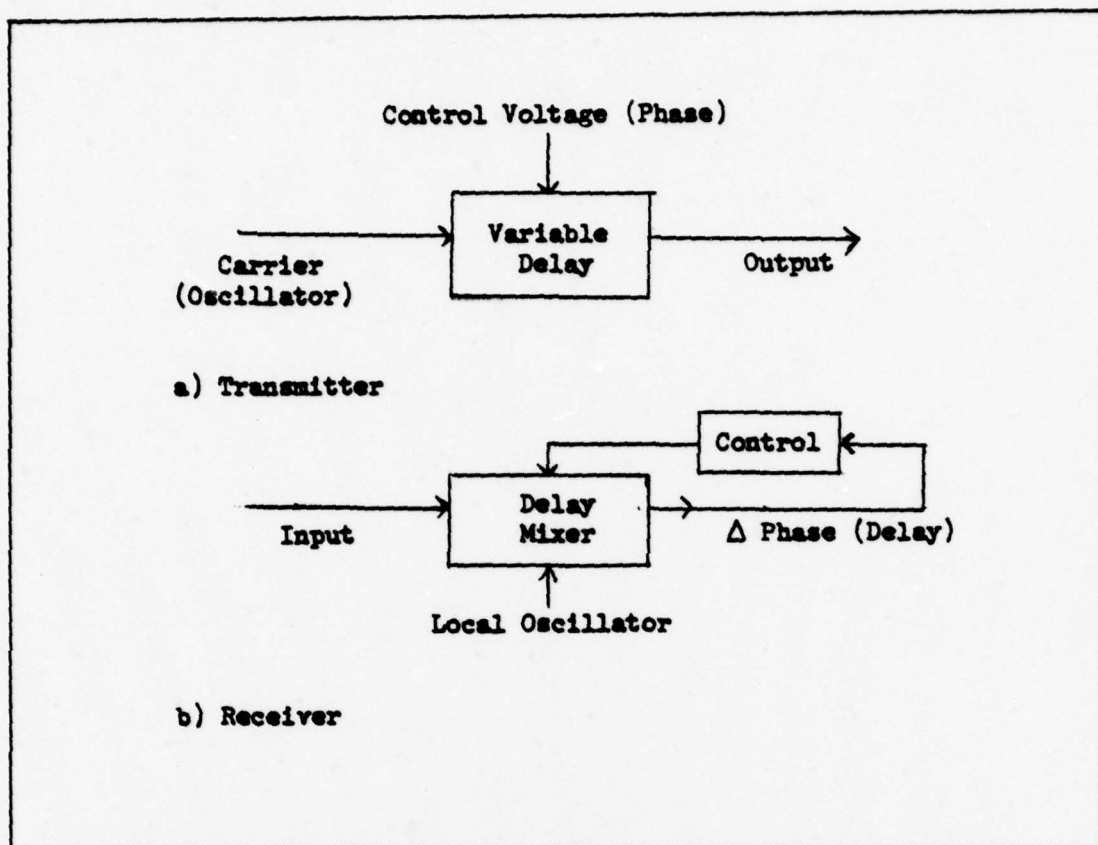 Control Voltage (Phase)
Variable
Delay
Carrier
(Oscillator)
Output
a) Transmitter
Control
Delay
Mixer
Input
Δ Phase (Delay)
Local Oscillator
b) Receiver